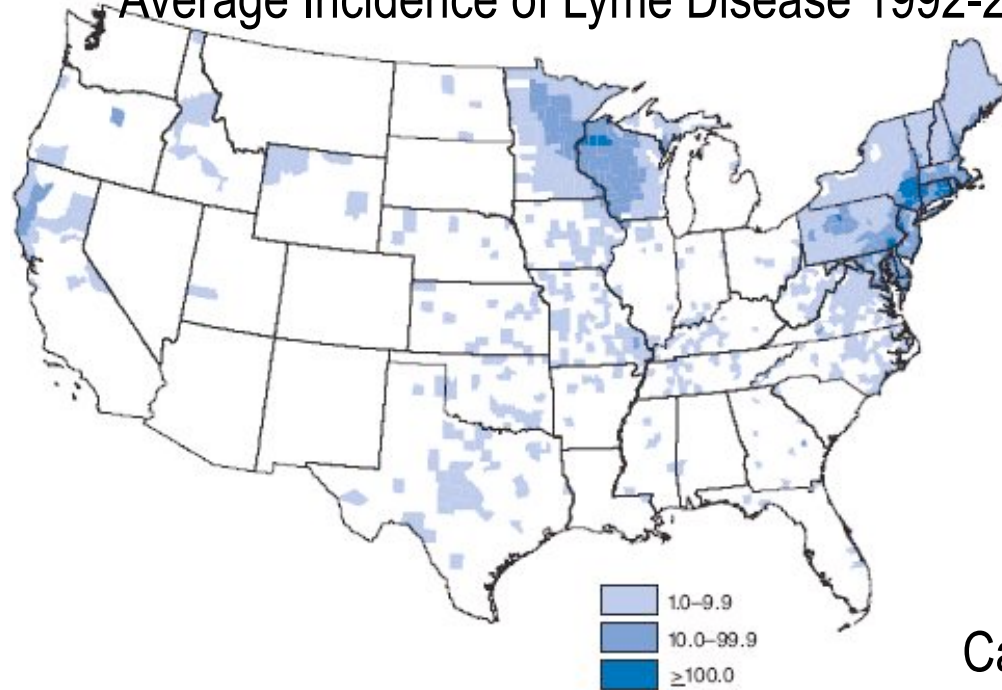 Average Incidence of Lyme Disease 1992-2
1.0–9.9
10.0–99.9
≥100.0
Ca